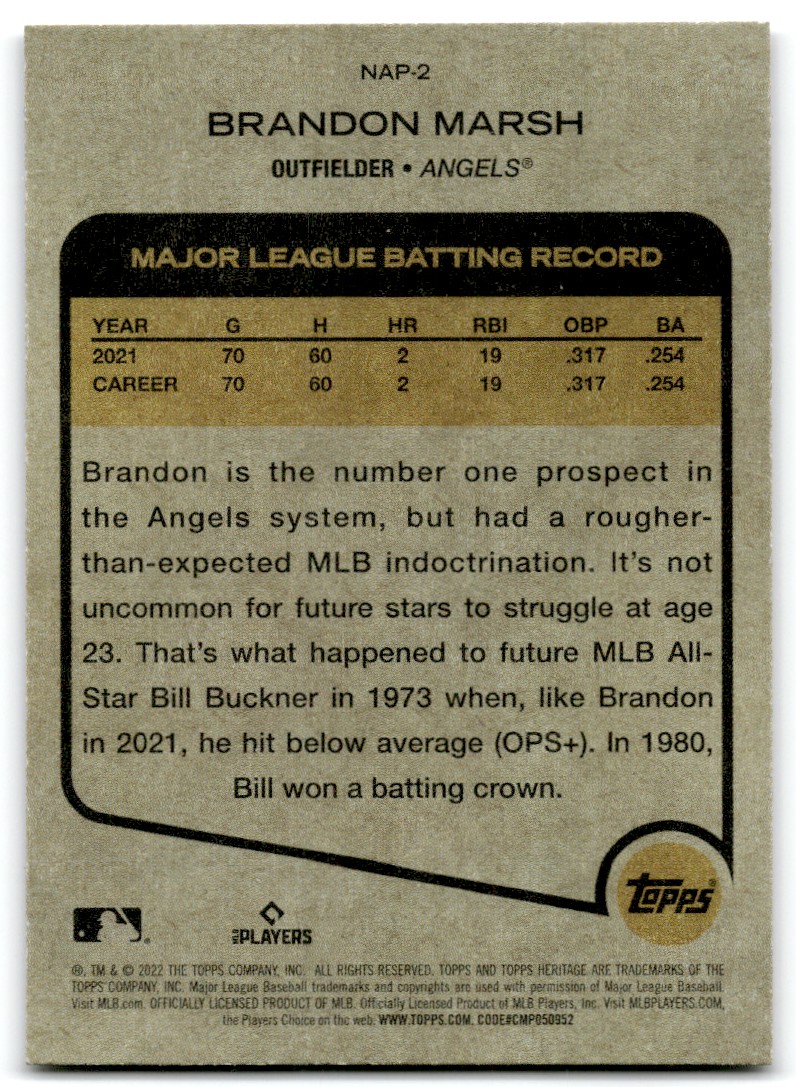 NAP-2
BRANDON MARSH
OUTFIELDER • ANGELS®
MAJOR LEAGUE BATTING RECORD
YEAR G H HR RBI OBP BA
2021 70 60 2 19 .317 .254
CAREER 70 60 2 19 .317 .254
Brandon is the number one prospect in
the Angels system, but had a rougher-
than-expected MLB indoctrination. It's not
uncommon for future stars to struggle at age
23. That's what happened to future MLB All-
Star Bill Buckner in 1973 when, like Brandon
in 2021, he hit below average (OPS+). In 1980,
Bill won a batting crown.
Topps®
MLB PLAYERS
®, TM & © 2022 THE TOPPS COMPANY, INC. ALL RIGHTS RESERVED. TOPPS AND TOPPS HERITAGE ARE TRADEMARKS OF THE
TOPPS COMPANY, INC. Major League Baseball trademarks and copyrights are used with permission of Major League Baseball.
Visit MLB.com. OFFICIALLY LICENSED PRODUCT OF MLB. Officially Licensed Product of MLB Players, Inc. Visit MLBPLAYERS.COM,
the Players Choice on the web. WWW.TOPPS.COM. CODE#CMP050952